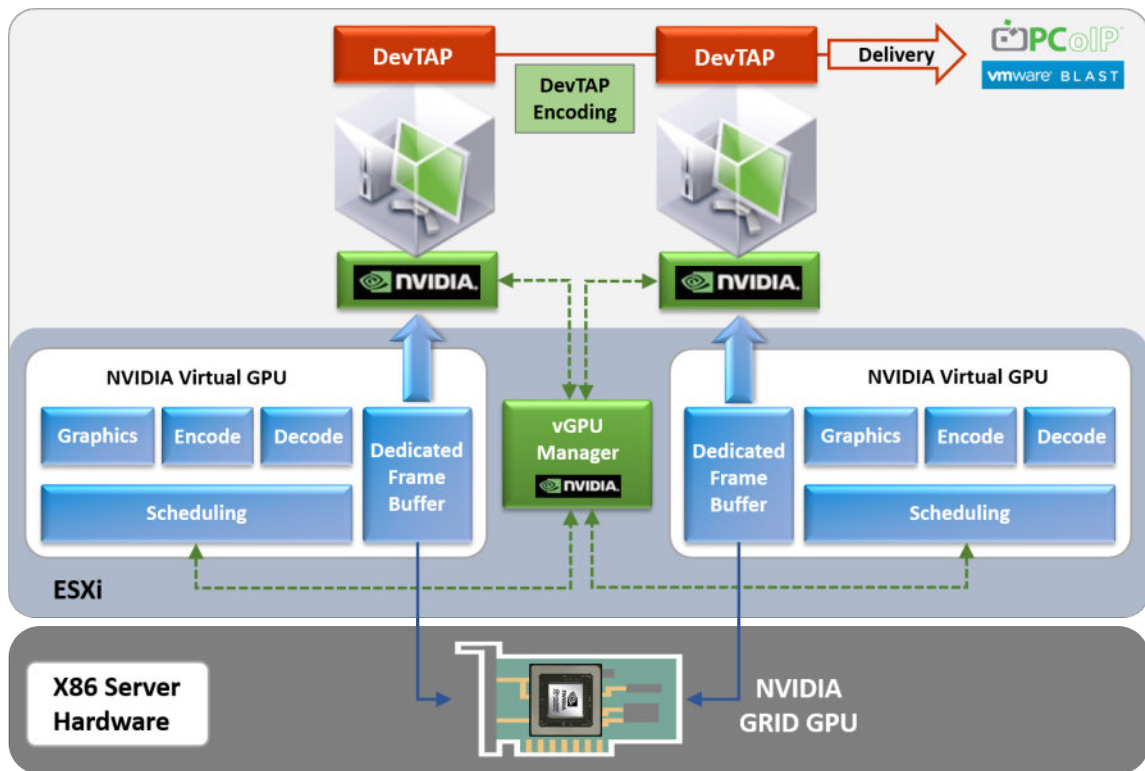 DevTAP
DevTAP
Delivery
PCoIP
vmware BLAST
DevTAP
Encoding
NVIDIA.
NVIDIA.
NVIDIA Virtual GPU
Graphics
Encode
Decode
Dedicated
Frame
Buffer
Scheduling
vGPU
Manager
NVIDIA.
NVIDIA Virtual GPU
Dedicated
Frame
Buffer
Graphics
Encode
Decode
Scheduling
ESXi
X86 Server
Hardware
NVIDIA
NVIDIA
GRID GPU